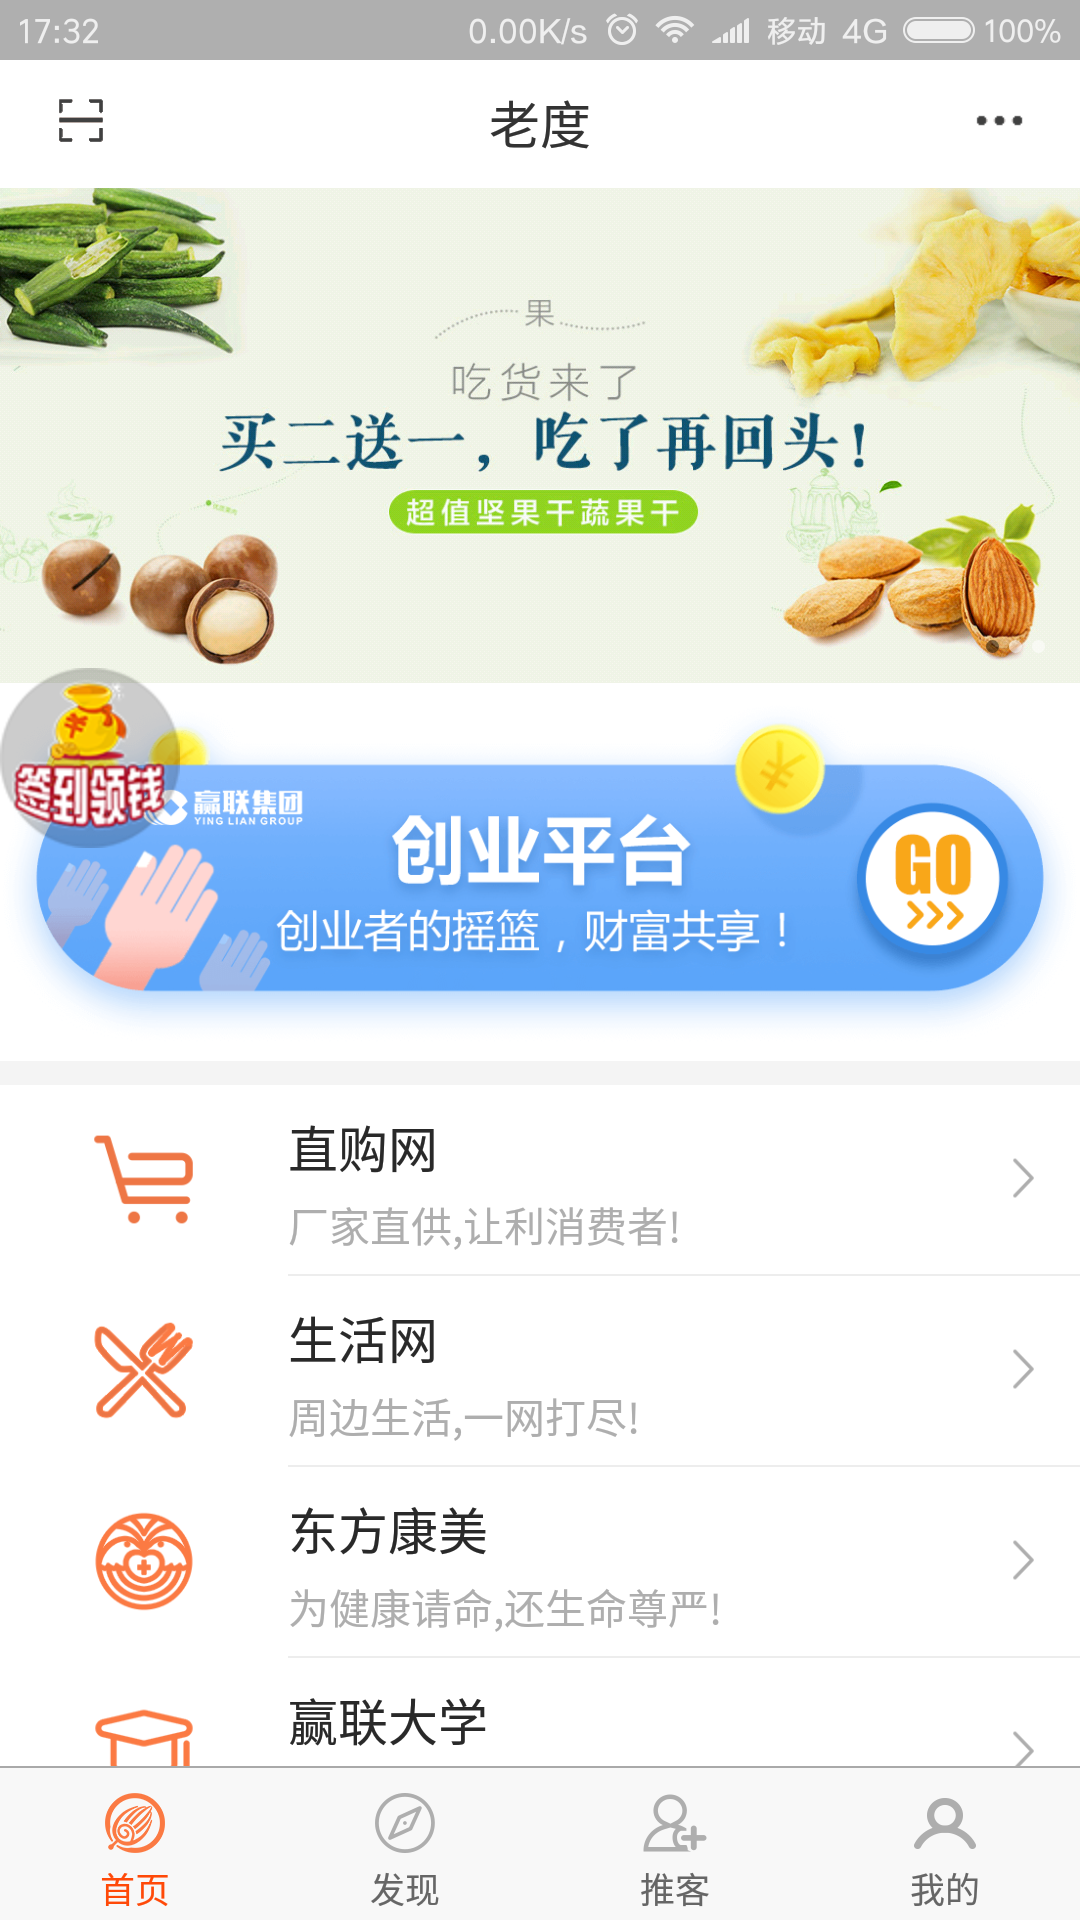 17:32 0.00K/s 移动 4G 100%
老度
果
吃货来了
买二送一，吃了再回头！
超值坚果干蔬果干
签到领钱
赢联集团
YING LIAN GROUP
创业平台
创业者的摇篮，财富共享！
GO
直购网
厂家直供,让利消费者!
生活网
周边生活,一网打尽!
东方康美
为健康请命,还生命尊严!
赢联大学
首页 发现 推客 我的